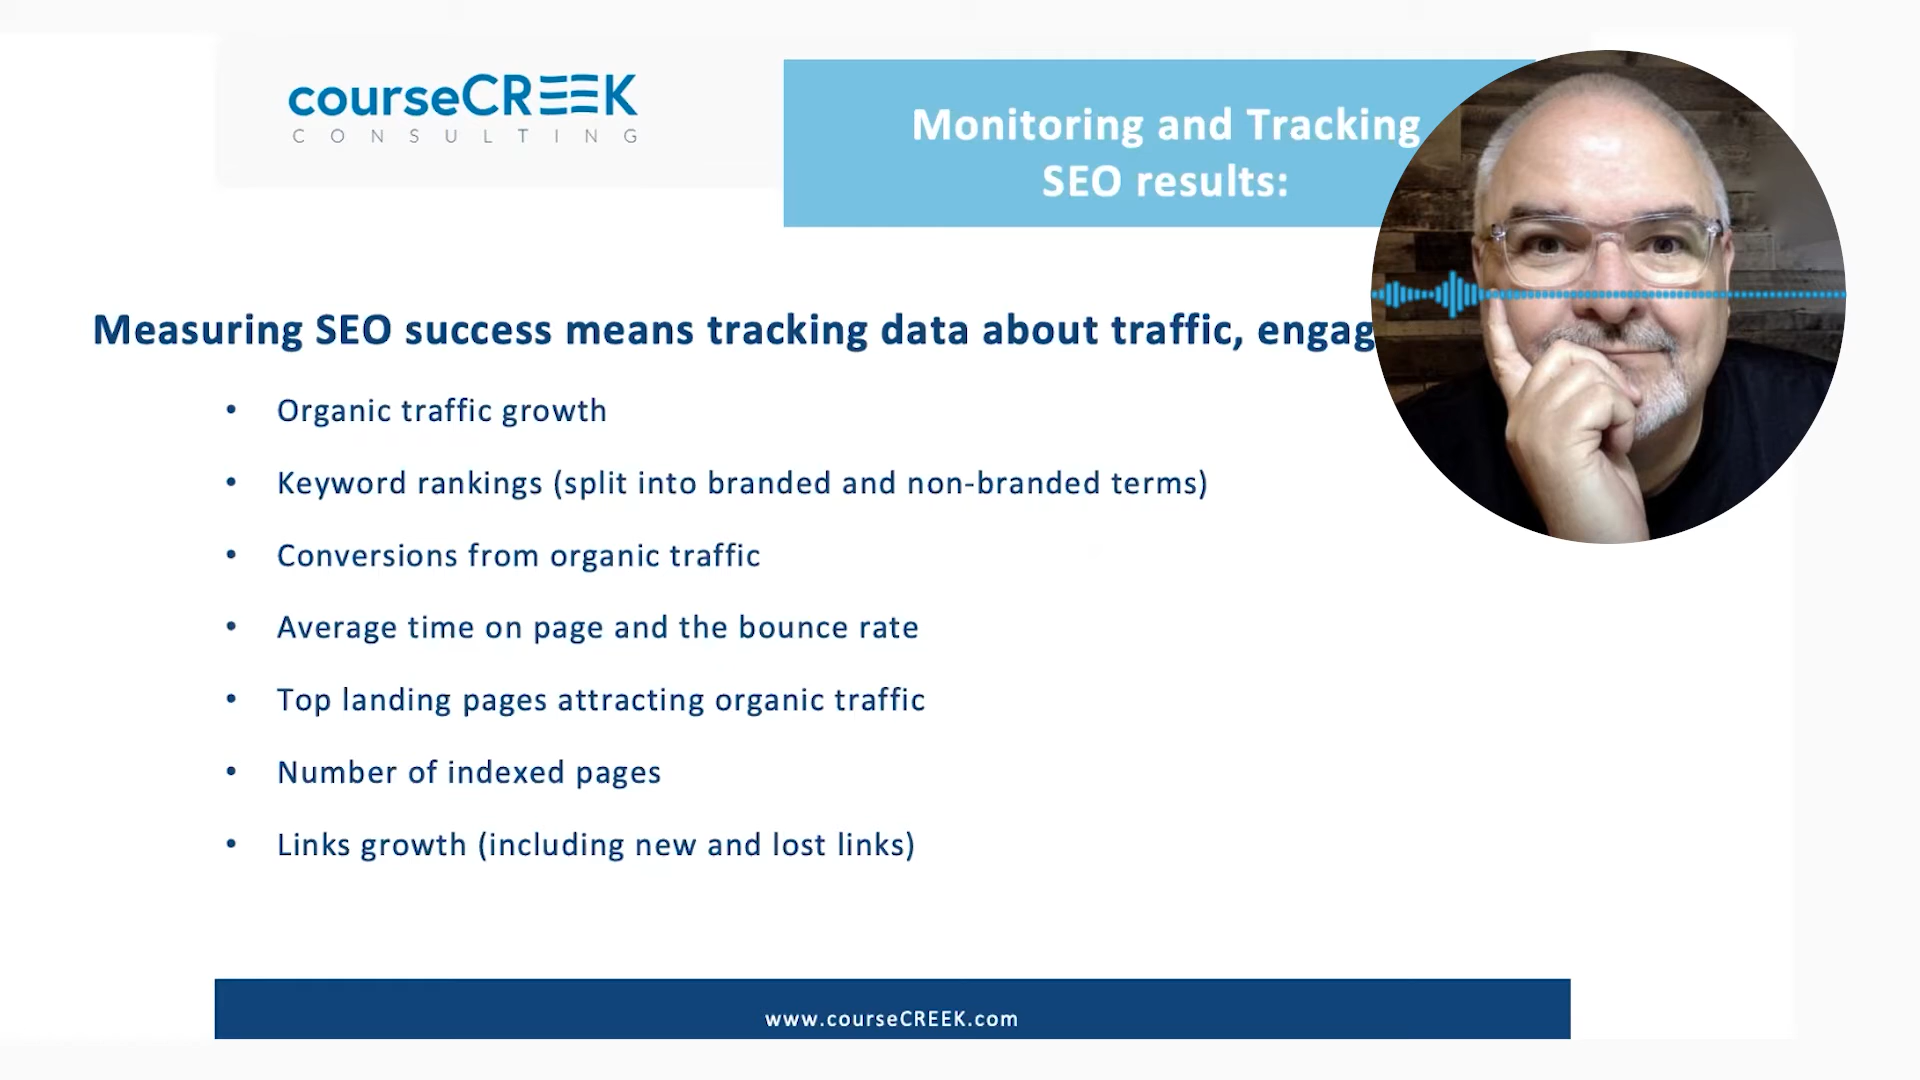 courseCREEK
CONSULTING
Monitoring and Tracking
SEO results:
Measuring SEO success means tracking data about traffic, engag
• Organic traffic growth
• Keyword rankings (split into branded and non-branded terms)
• Conversions from organic traffic
• Average time on page and the bounce rate
• Top landing pages attracting organic traffic
• Number of indexed pages
• Links growth (including new and lost links)
www.courseCREEK.com